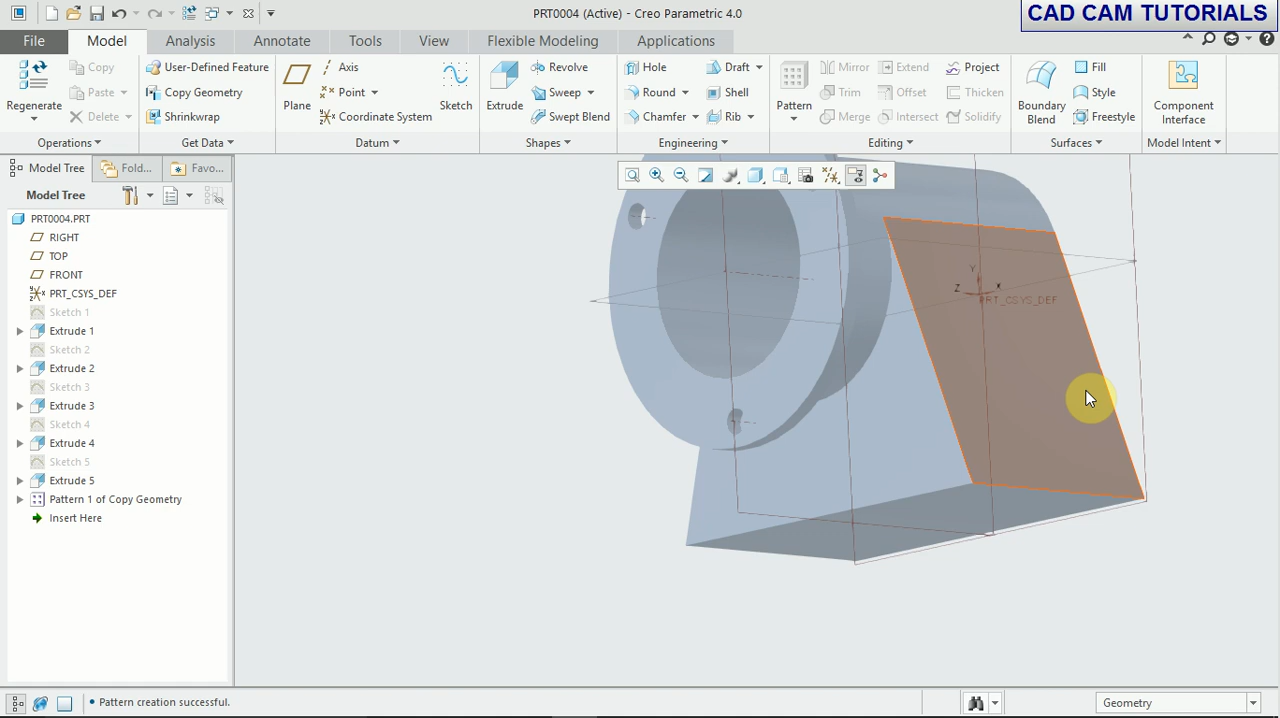 PRT0004 (Active) - Creo Parametric 4.0
CAD CAM TUTORIALS
File Model Analysis Annotate Tools View Flexible Modeling Applications
Regenerate
Copy
Paste
Delete
Operations
User-Defined Feature
Copy Geometry
Shrinkwrap
Get Data
Plane
Axis
Point
Coordinate System
Sketch
Datum
Extrude
Revolve
Sweep
Swept Blend
Shapes
Hole
Round
Chamfer
Draft
Shell
Rib
Engineering
Pattern
Mirror
Trim
Merge
Extend
Offset
Intersect
Project
Thicken
Solidify
Editing
Boundary
Blend
Fill
Style
Freestyle
Surfaces
Component
Interface
Model Intent
Model Tree Fold... Favo...
Model Tree
PRT0004.PRT
RIGHT
TOP
FRONT
PRT_CSYS_DEF
Sketch 1
Extrude 1
Sketch 2
Extrude 2
Sketch 3
Extrude 3
Sketch 4
Extrude 4
Sketch 5
Extrude 5
Pattern 1 of Copy Geometry
Insert Here
Y
Z
X
PRT_CSYS_DEF
• Pattern creation successful.
Geometry